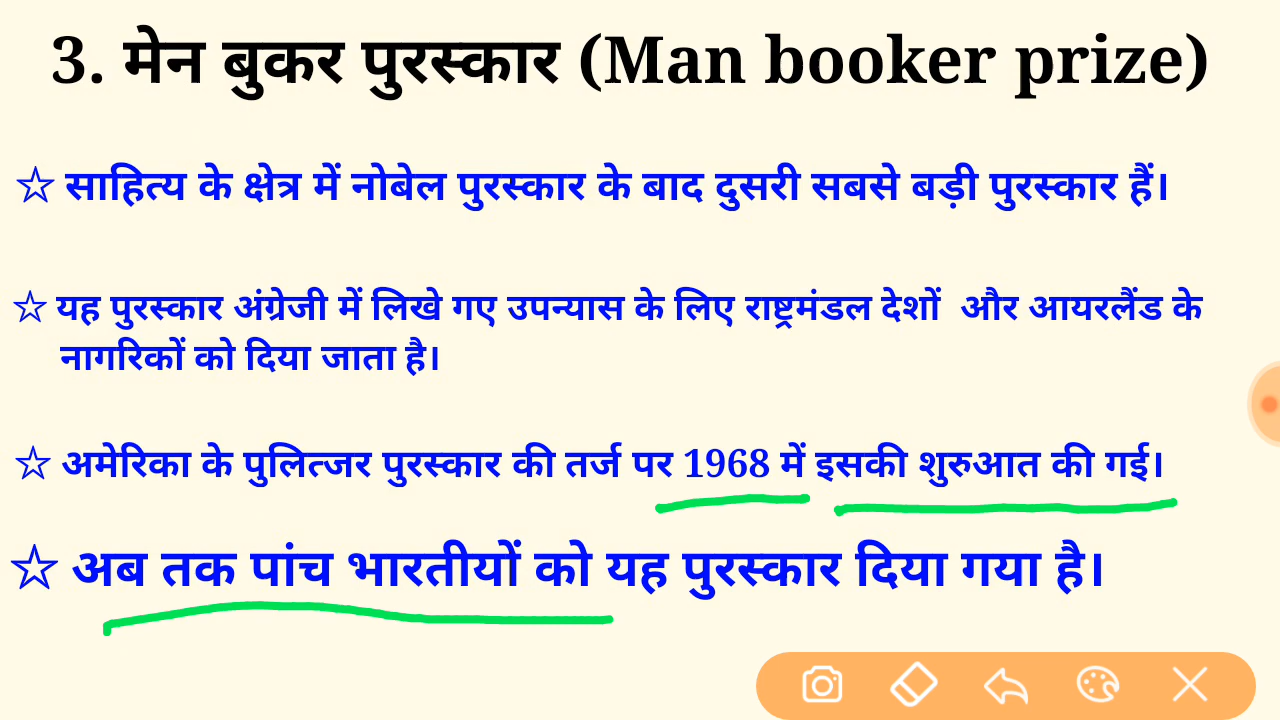 3. मेन बुकर पुरस्कार (Man booker prize)
☆ साहित्य के क्षेत्र में नोबेल पुरस्कार के बाद दुसरी सबसे बड़ी पुरस्कार हैं।
☆ यह पुरस्कार अंग्रेजी में लिखे गए उपन्यास के लिए राष्ट्रमंडल देशों और आयरलैंड के
नागरिकों को दिया जाता है।
☆ अमेरिका के पुलित्जर पुरस्कार की तर्ज पर 1968 में इसकी शुरुआत की गई।
☆ अब तक पांच भारतीयों को यह पुरस्कार दिया गया है।